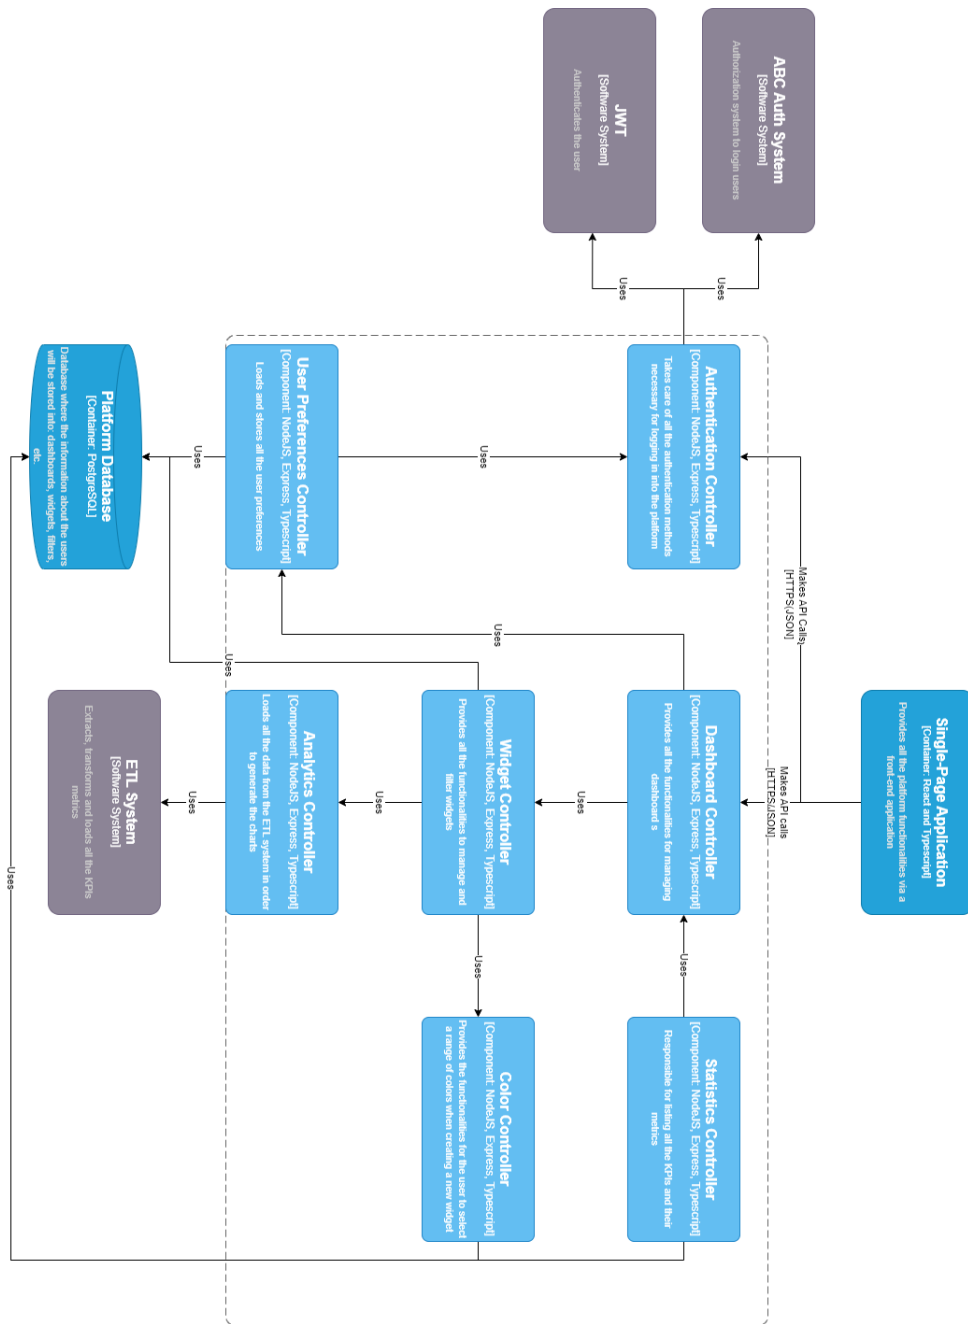 Single-Page Application
[Container: React and Typescript]
Provides all the platform functionalities via a
front-end application
Makes API Calls
[HTTPS/JSON]
Makes API calls
[HTTPS/JSON]
ABC Auth System
[Software System]
Authorization system to login users
Uses
Authentication Controller
[Component: NodeJS, Express, Typescript]
Takes care of all the authentication methods
necessary for logging in into the platform
Dashboard Controller
[Component: NodeJS, Express, Typescript]
Provides all the functionalities for managing
dashboard s
Uses
Statistics Controller
[Component: NodeJS, Express, Typescript]
Responsible for listing all the KPIs and their
metrics
JWT
[Software System]
Authenticates the user
Uses
Uses
Uses
Uses
Widget Controller
[Component: NodeJS, Express, Typescript]
Provides all the functionalities to manage and
filter widgets
Uses
Color Controller
[Component: NodeJS, Express, Typescript]
Provides the functionalities for the user to select
a range of colors when creating a new widget
Uses
User Preferences Controller
[Component: NodeJS, Express, Typescript]
Loads and stores all the user preferences
Analytics Controller
[Component: NodeJS, Express, Typescript]
Loads all the data from the ETL system in order
to generate the charts
Uses
Uses
Uses
Platform Database
[Container: PostgreSQL]
Database where the information about the users
will be stored into: dashboards, widgets, filters,
etc.
ETL System
[Software System]
Extracts, transforms and loads all the KPIs
metrics
Uses